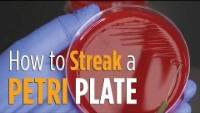 How to Streak a
PETRI PLATE